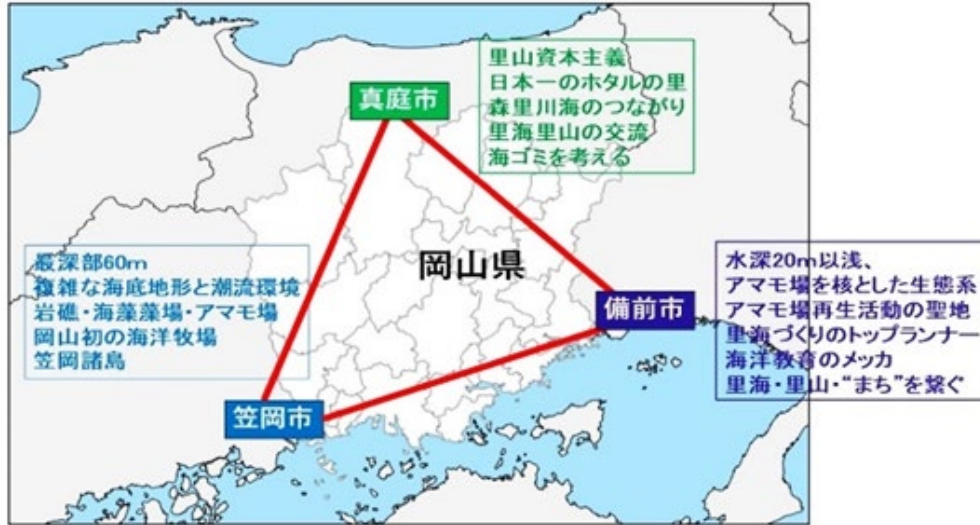 真庭市
里山資本主義
日本一のホタルの里
森里川海のつながり
里海里山の交流
海ゴミを考える
岡山県
最深部60m
複雑な海底地形と潮流環境
岩礁・海藻藻場・アマモ場
岡山初の海洋牧場
笠岡諸島
備前市
水深20m以浅、
アマモ場を核とした生態系
アマモ場再生活動の聖地
里海づくりのトップランナー
海洋教育のメッカ
里海・里山・“まち”を繋ぐ
笠岡市